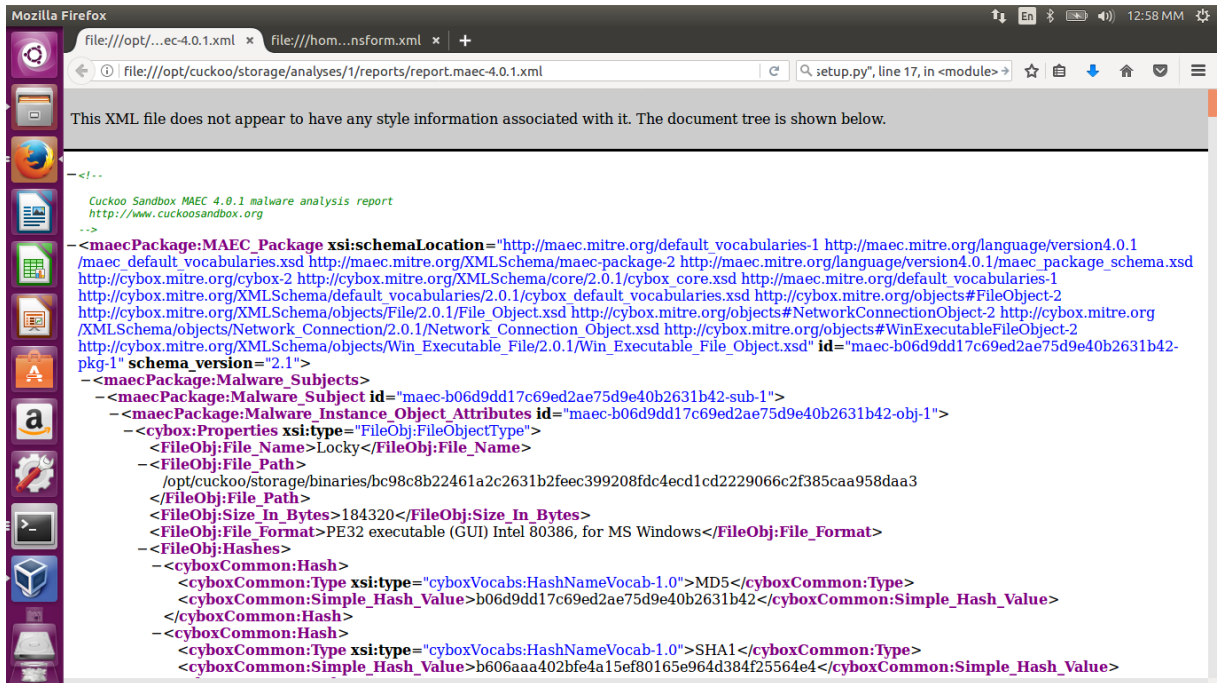 Mozilla Firefox
En
12:58 MM
file:///opt/...ec-4.0.1.xml ×
file:///hom...nsform.xml ×
+
file:///opt/cuckoo/storage/analyses/1/reports/report.maec-4.0.1.xml
setup.py", line 17, in <module>
This XML file does not appear to have any style information associated with it. The document tree is shown below.
−<!--
Cuckoo Sandbox MAEC 4.0.1 malware analysis report
http://www.cuckoosandbox.org
-->
−<maecPackage:MAEC_Package xsi:schemaLocation="http://maec.mitre.org/default_vocabularies-1 http://maec.mitre.org/language/version4.0.1
/maec_default_vocabularies.xsd http://maec.mitre.org/XMLSchema/maec-package-2 http://maec.mitre.org/language/version4.0.1/maec_package_schema.xsd
http://cybox.mitre.org/cybox-2 http://cybox.mitre.org/XMLSchema/core/2.0.1/cybox_core.xsd http://maec.mitre.org/default_vocabularies-1
http://cybox.mitre.org/XMLSchema/default_vocabularies/2.0.1/cybox_default_vocabularies.xsd http://cybox.mitre.org/objects#FileObject-2
http://cybox.mitre.org/XMLSchema/objects/File/2.0.1/File_Object.xsd http://cybox.mitre.org/objects#NetworkConnectionObject-2 http://cybox.mitre.org
/XMLSchema/objects/Network_Connection/2.0.1/Network_Connection_Object.xsd http://cybox.mitre.org/objects#WinExecutableFileObject-2
http://cybox.mitre.org/XMLSchema/objects/Win_Executable_File/2.0.1/Win_Executable_File_Object.xsd" id="maec-b06d9dd17c69ed2ae75d9e40b2631b42-
pkg-1" schema_version="2.1">
−<maecPackage:Malware_Subjects>
−<maecPackage:Malware_Subject id="maec-b06d9dd17c69ed2ae75d9e40b2631b42-sub-1">
−<maecPackage:Malware_Instance_Object_Attributes id="maec-b06d9dd17c69ed2ae75d9e40b2631b42-obj-1">
−<cybox:Properties xsi:type="FileObj:FileObjectType">
<FileObj:File_Name>Locky</FileObj:File_Name>
−<FileObj:File_Path>
/opt/cuckoo/storage/binaries/bc98c8b22461a2c2631b2feec399208fdc4ecd1cd2229066c2f385caa958daa3
</FileObj:File_Path>
<FileObj:Size_In_Bytes>184320</FileObj:Size_In_Bytes>
<FileObj:File_Format>PE32 executable (GUI) Intel 80386, for MS Windows</FileObj:File_Format>
−<FileObj:Hashes>
−<cyboxCommon:Hash>
<cyboxCommon:Type xsi:type="cyboxVocabs:HashNameVocab-1.0">MD5</cyboxCommon:Type>
<cyboxCommon:Simple_Hash_Value>b06d9dd17c69ed2ae75d9e40b2631b42</cyboxCommon:Simple_Hash_Value>
</cyboxCommon:Hash>
−<cyboxCommon:Hash>
<cyboxCommon:Type xsi:type="cyboxVocabs:HashNameVocab-1.0">SHA1</cyboxCommon:Type>
<cyboxCommon:Simple_Hash_Value>b606aaa402bfe4a15ef80165e964d384f25564e4</cyboxCommon:Simple_Hash_Value>